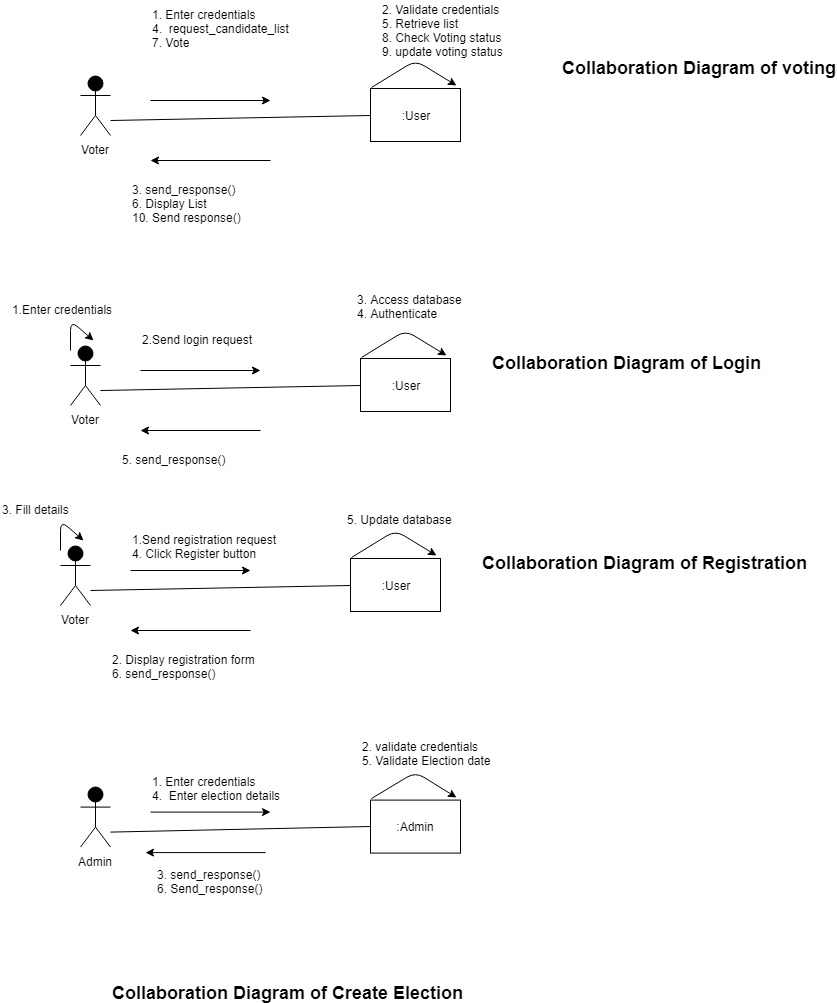 1. Enter credentials
4.  request_candidate_list
7. Vote
2. Validate credentials
5. Retrieve list
8. Check Voting status
9. update voting status
Collaboration Diagram of voting
:User
Voter
3. send_response()
6. Display List
10. Send response()
1.Enter credentials
2.Send login request
3. Access database
4. Authenticate
Collaboration Diagram of Login
:User
Voter
5. send_response()
3. Fill details
1.Send registration request
4. Click Register button
5. Update database
Collaboration Diagram of Registration
:User
Voter
2. Display registration form
6. send_response()
1. Enter credentials
4.  Enter election details
2. validate credentials
5. Validate Election date
:Admin
Admin
3. send_response()
6. Send_response()
Collaboration Diagram of Create Election